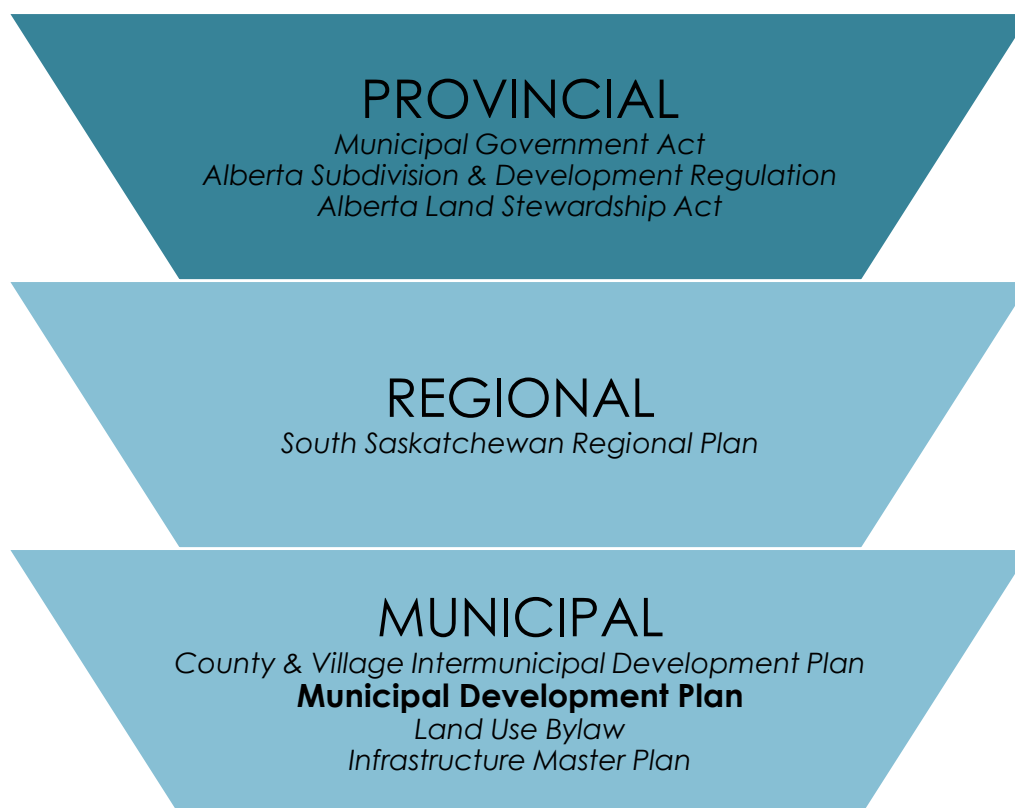 PROVINCIAL
Municipal Government Act
Alberta Subdivision & Development Regulation
Alberta Land Stewardship Act
REGIONAL
South Saskatchewan Regional Plan
MUNICIPAL
County & Village Intermunicipal Development Plan
Municipal Development Plan
Land Use Bylaw
Infrastructure Master Plan